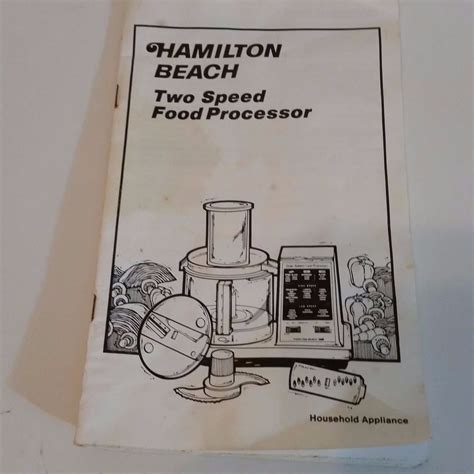 HAMILTON
BEACH
Two Speed
Food Processor
Household Appliance